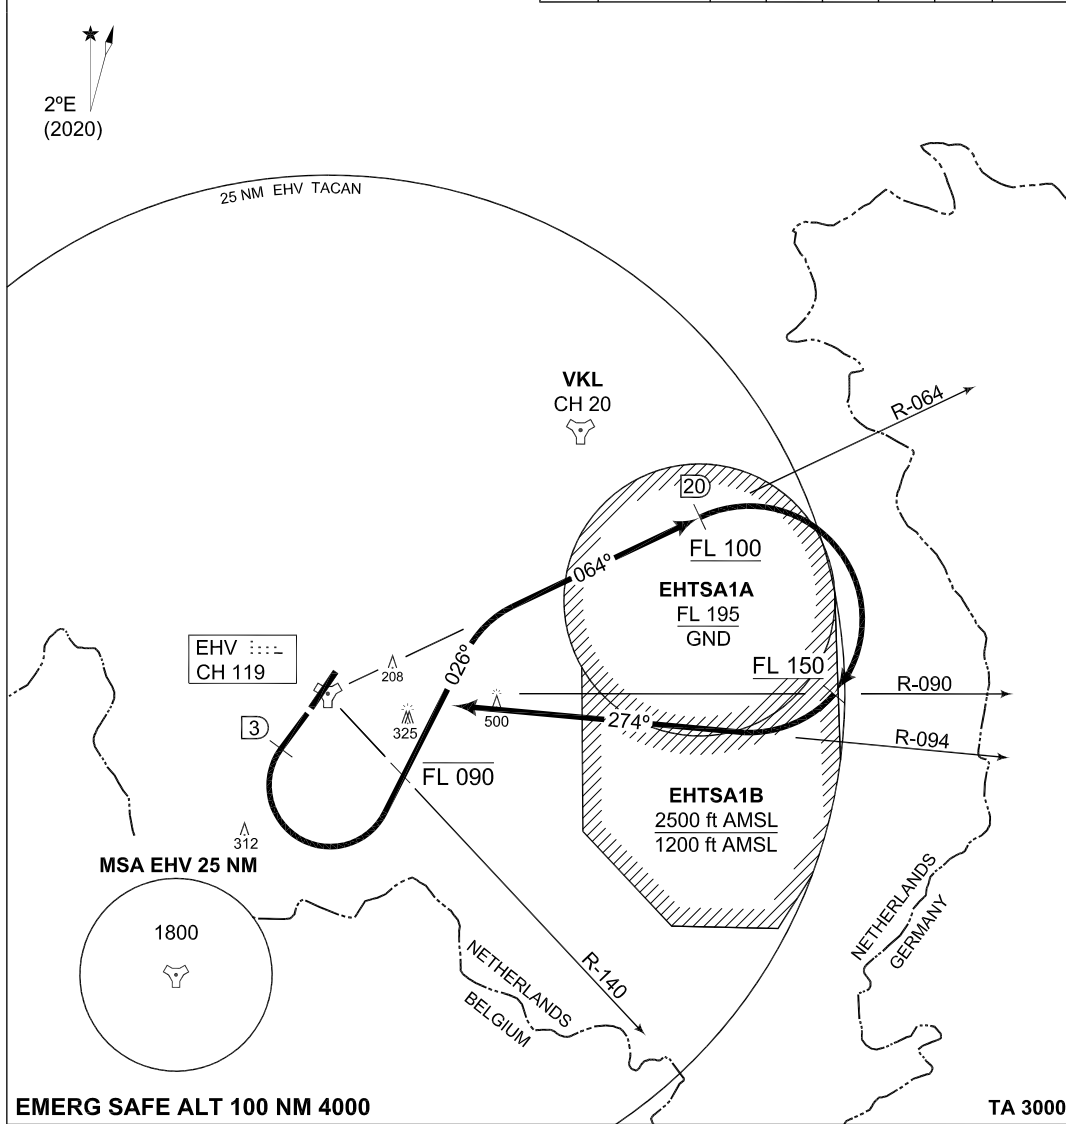 2ºE
(2020)
25 NM EHV TACAN
VKL
CH 20
R-064
20
FL 100
064º
EHTSA1A
FL 195
GND
EHV
CH 119
208
026º
FL 150
R-090
500
325
274º
R-094
3
FL 090
EHTSA1B
2500 ft AMSL
1200 ft AMSL
312
MSA EHV 25 NM
1800
R-140
NETHERLANDS
BELGIUM
NETHERLANDS
GERMANY
EMERG SAFE ALT 100 NM 4000
TA 3000